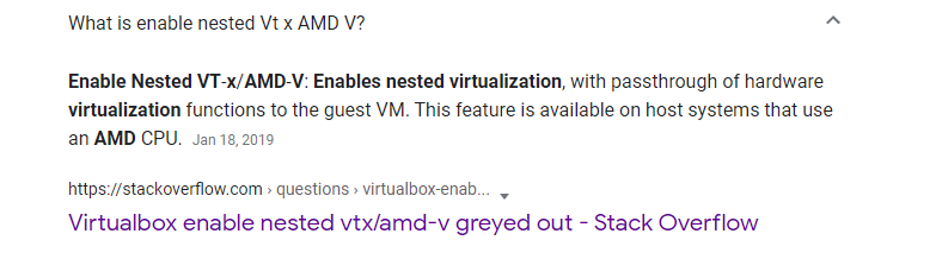 What is enable nested Vt x AMD V?
Enable Nested VT-x/AMD-V: Enables nested virtualization, with passthrough of hardware
virtualization functions to the guest VM. This feature is available on host systems that use
an AMD CPU. Jan 18, 2019
https://stackoverflow.com › questions › virtualbox-enab...
Virtualbox enable nested vtx/amd-v greyed out - Stack Overflow